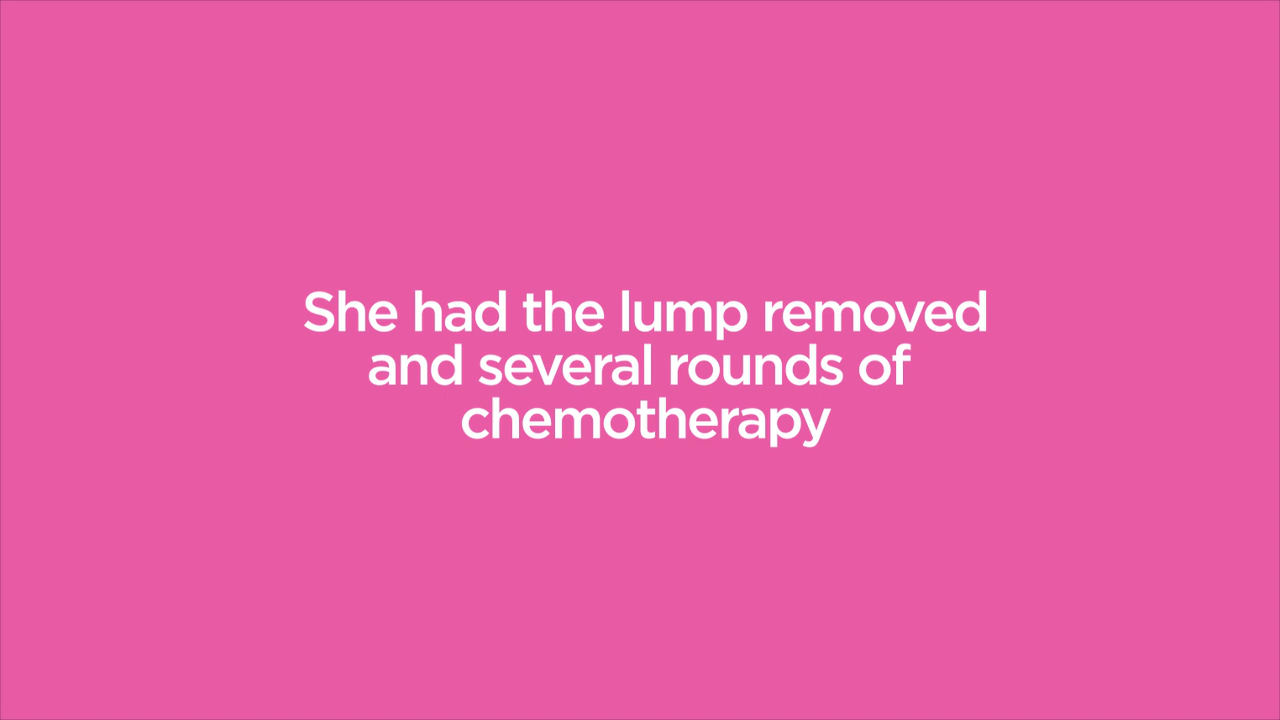 She had the lump removed
and several rounds of
chemotherapy